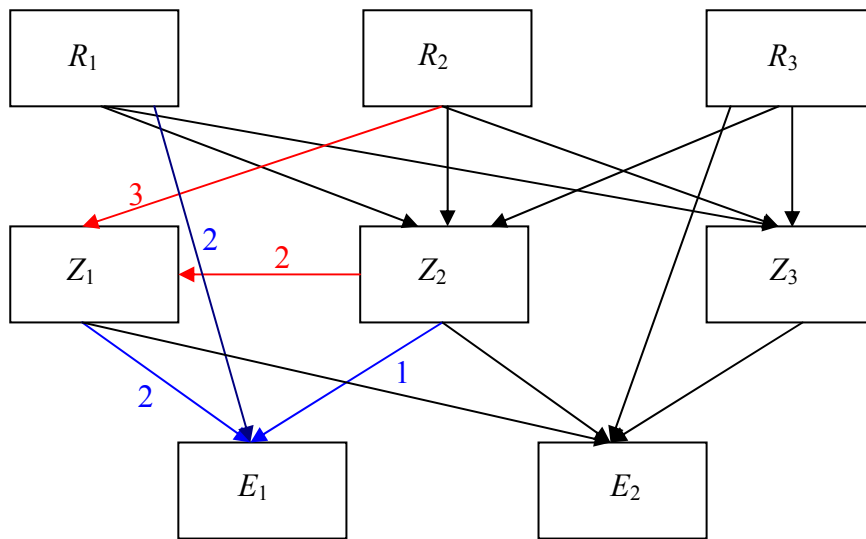 R₁ R₂ R₃
3
2
Z₁ 2 Z₂ Z₃
2 1
E₁ E₂